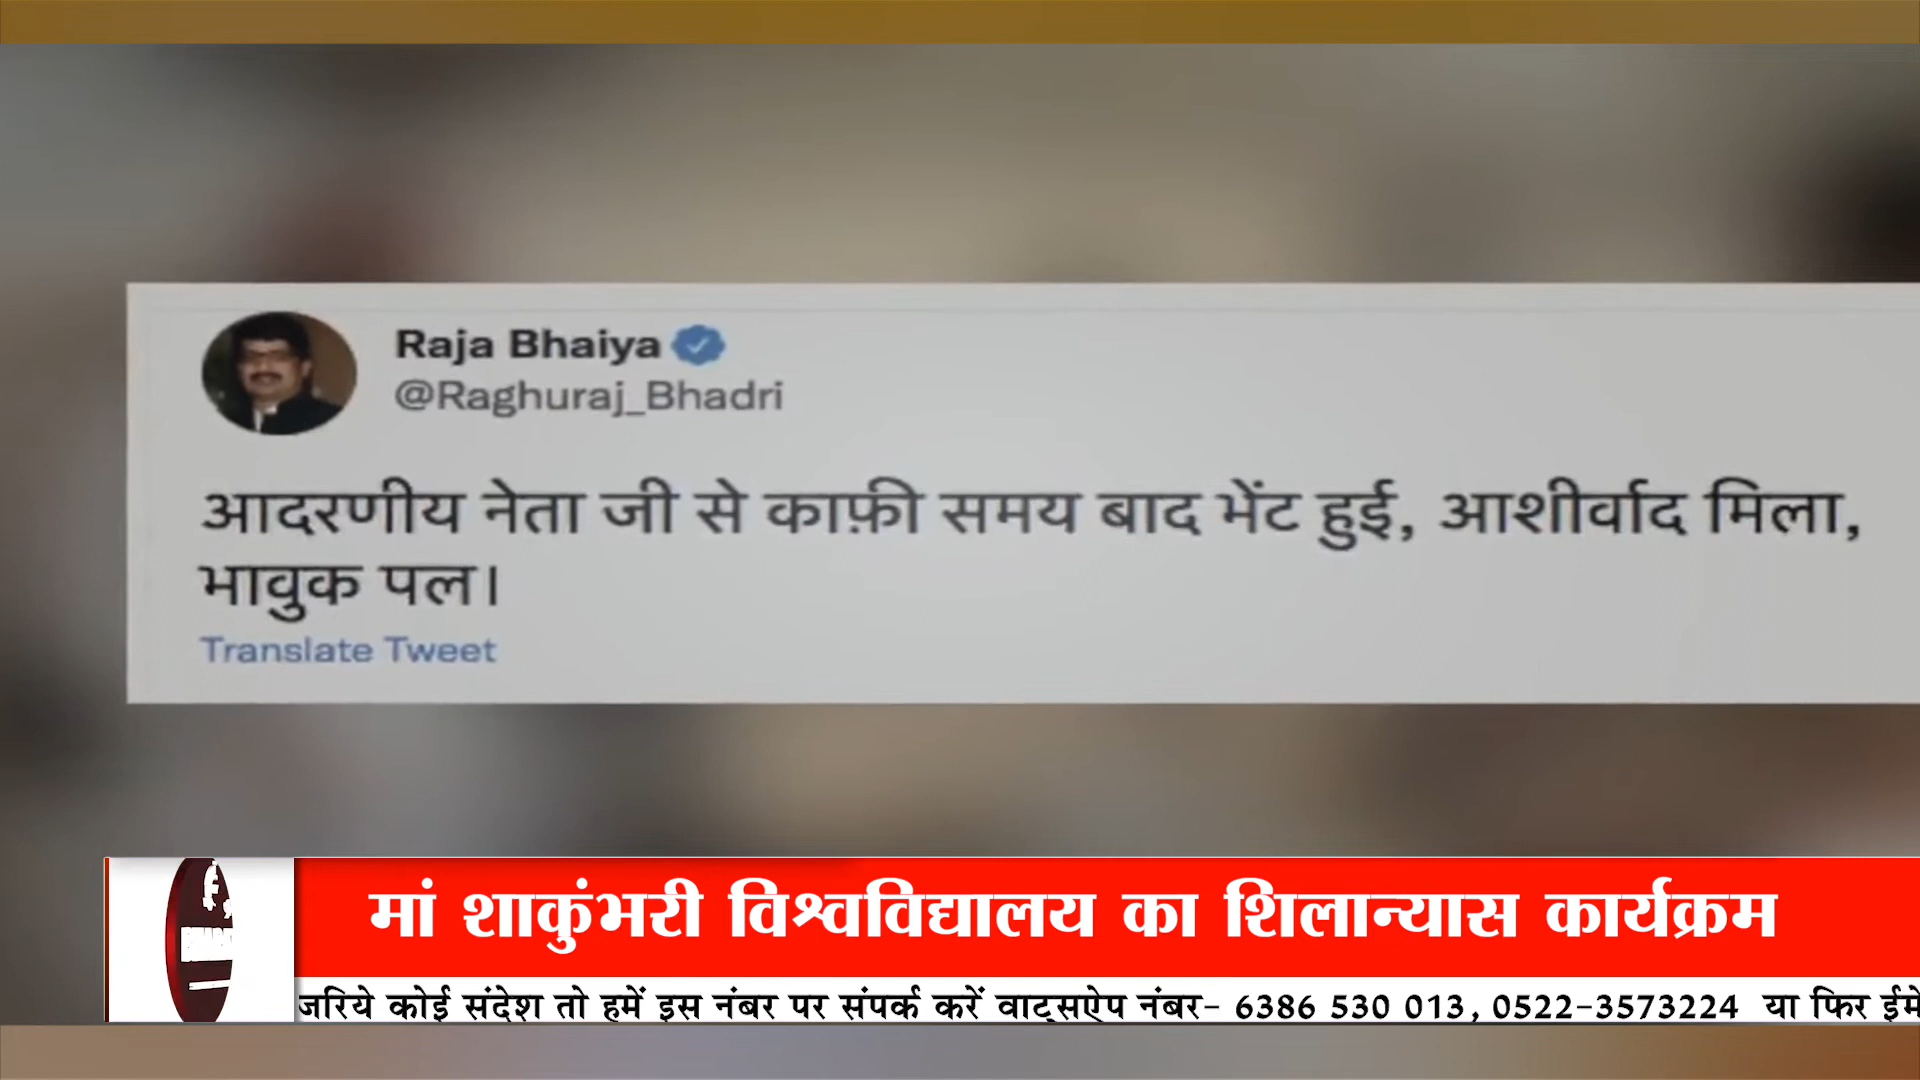 Raja Bhaiya
@Raghuraj_Bhadri
आदरणीय नेता जी से काफ़ी समय बाद भेंट हुई, आशीर्वाद मिला,
भावुक पल।
Translate Tweet
मां शाकुंभरी विश्वविद्यालय का शिलान्यास कार्यक्रम
जरिये कोई संदेश तो हमें इस नंबर पर संपर्क करें वाट्सऐप नंबर- 6386 530 013, 0522-3573224 या फिर